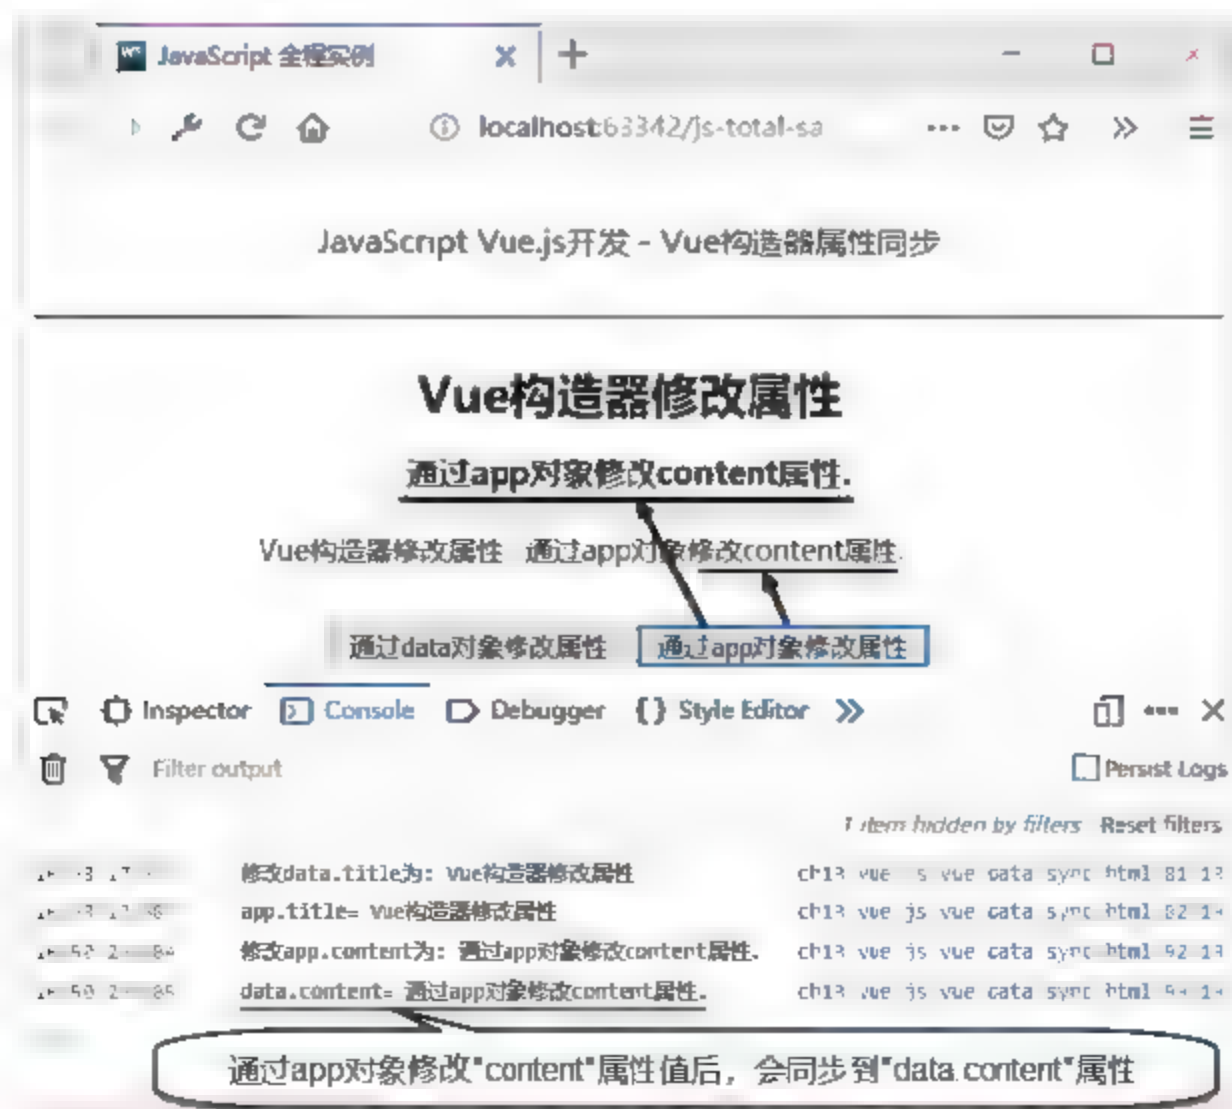 JavaScript 全程实例
localhost:63342/js-total-sa
JavaScript Vue.js开发 - Vue构造器属性同步
Vue构造器修改属性
通过app对象修改content属性.
Vue构造器修改属性 通过app对象修改content属性.
通过data对象修改属性 通过app对象修改属性
Inspector Console Debugger {} Style Editor
Filter output Persist Logs
1 item hidden by filters Reset filters
修改data.title为: Vue构造器修改属性
app.title= Vue构造器修改属性
修改app.content为: 通过app对象修改content属性.
data.content= 通过app对象修改content属性.
通过app对象修改"content"属性值后，会同步到"data.content"属性